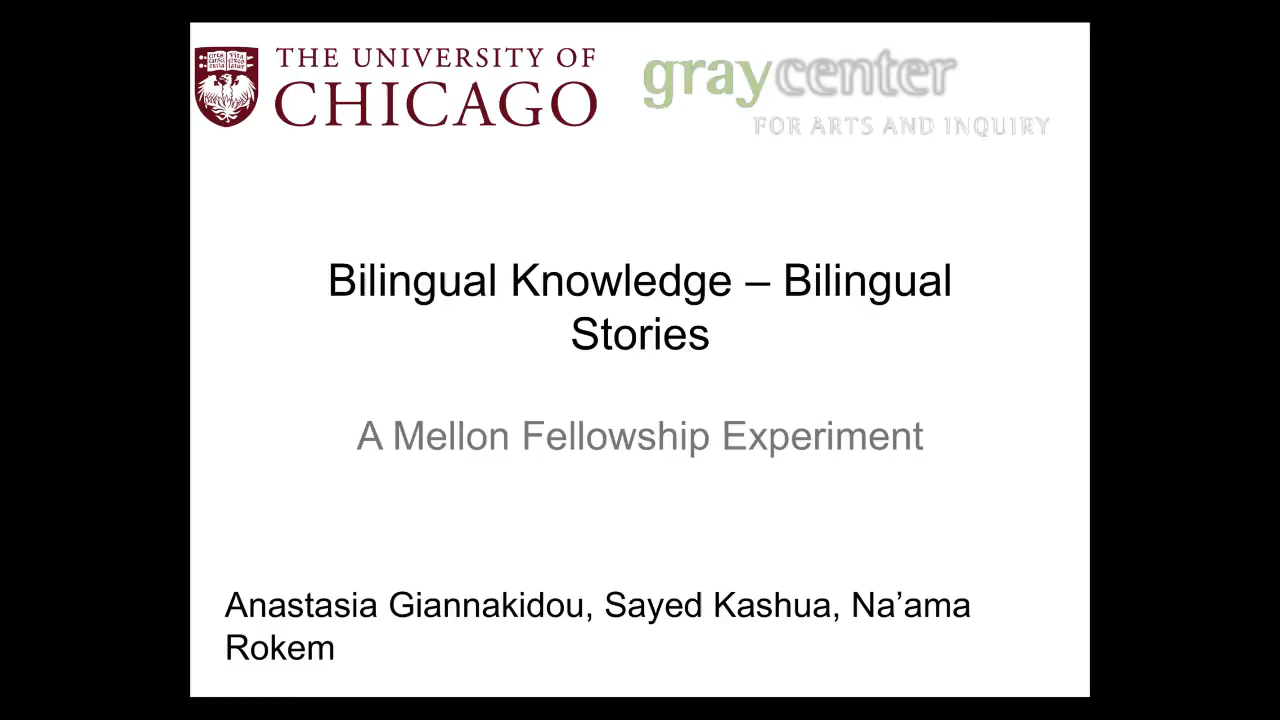 THE UNIVERSITY OF
CHICAGO
graycenter
FOR ARTS AND INQUIRY
Bilingual Knowledge – Bilingual
Stories
A Mellon Fellowship Experiment
Anastasia Giannakidou, Sayed Kashua, Na’ama
Rokem